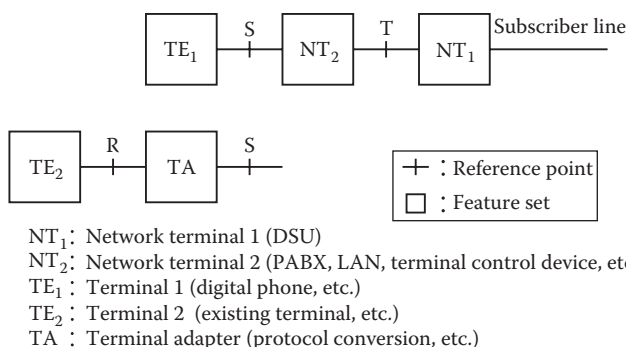 S T Subscriber line
TE₁ NT₂ NT₁
R S
TE₂ TA
: Reference point
: Feature set
NT₁: Network terminal 1 (DSU)
NT₂: Network terminal 2 (PABX, LAN, terminal control device, etc
TE₁ : Terminal 1 (digital phone, etc.)
TE₂ : Terminal 2 (existing terminal, etc.)
TA : Terminal adapter (protocol conversion, etc.)